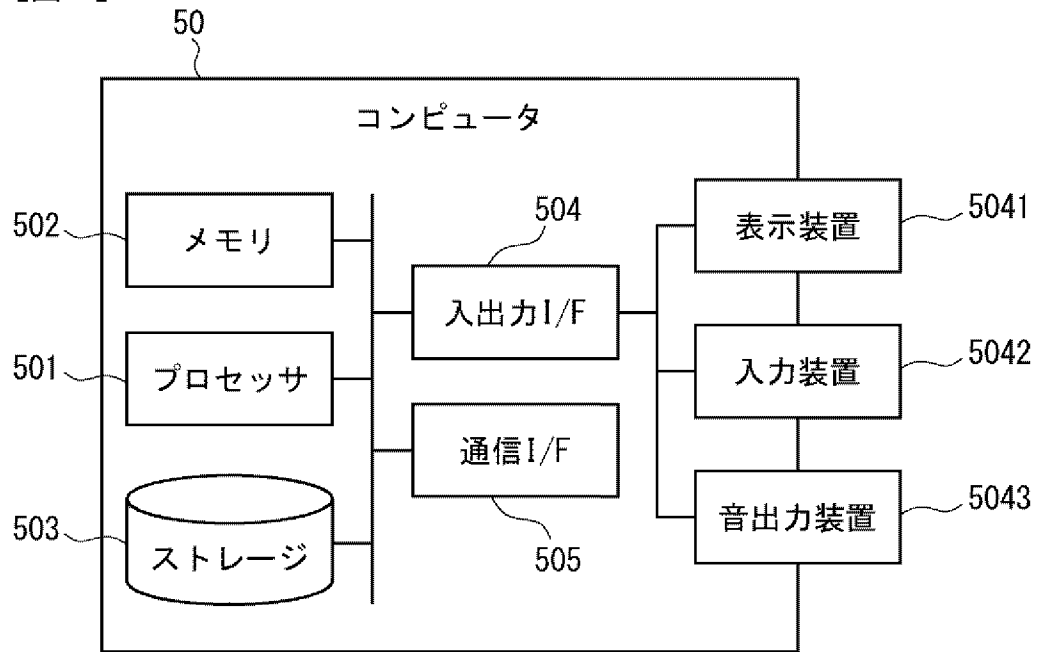 50
コンピュータ
502
メモリ
504
表示装置
5041
入出力I/F
501
プロセッサ
入力装置
5042
通信I/F
503
ストレージ
505
音出力装置
5043